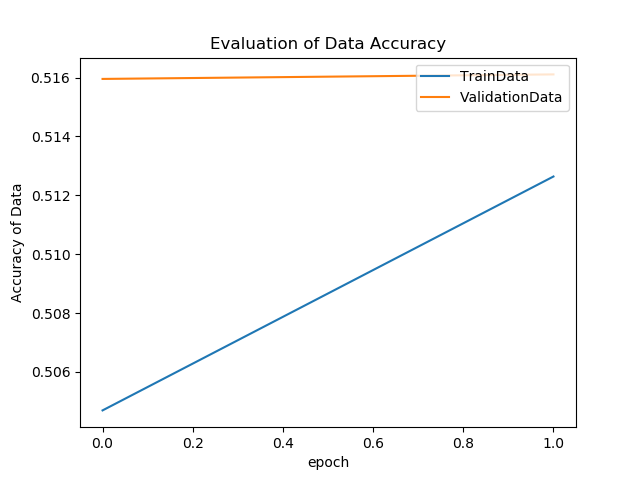 Evaluation of Data Accuracy
TrainData
ValidationData
0.516
0.514
0.512
0.510
0.508
0.506
Accuracy of Data
0.0 0.2 0.4 0.6 0.8 1.0
epoch